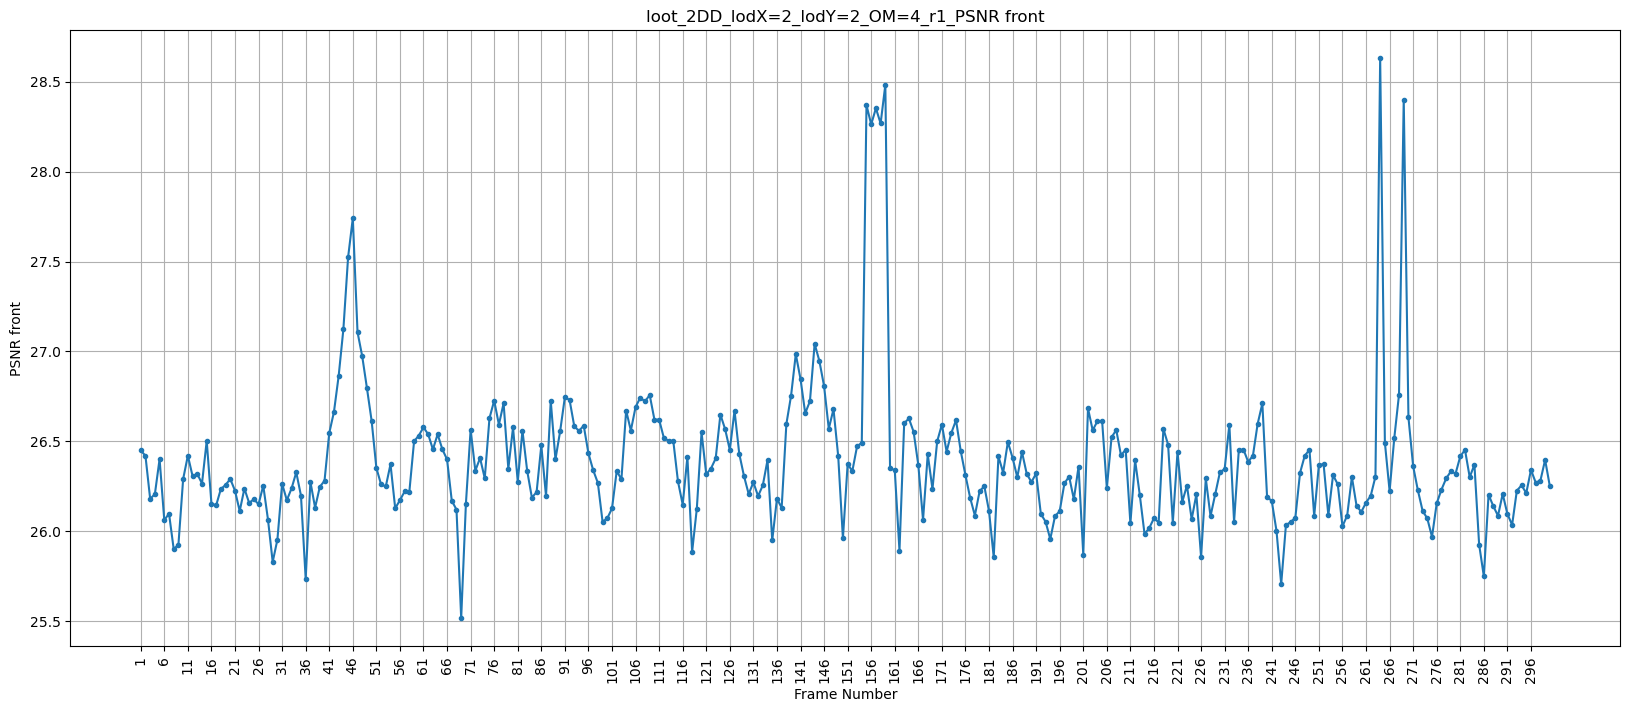 loot_2DD_lodX=2_lodY=2_OM=4_r1_PSNR front
28.5
28.0
27.5
27.0
26.5
26.0
25.5
PSNR front
1 6 11 16 21 26 31 36 41 46 51 56 61 66 71 76 81 86 91 96 101 106 111 116 121 126 131 136 141 146 151 156 161 166 171 176 181 186 191 196 201 206 211 216 221 226 231 236 241 246 251 256 261 266 271 276 281 286 291 296
Frame Number